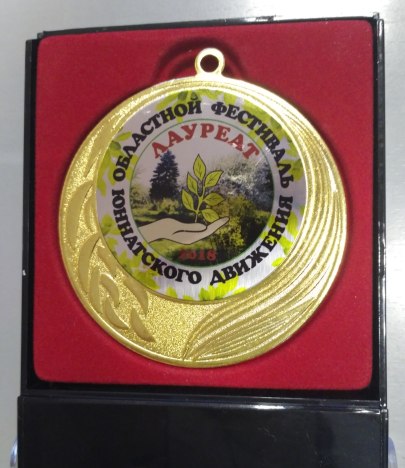 ОБЛАСТНОЙ ФЕСТИВАЛЬ
ЮННАТСКОГО ДВИЖЕНИЯ
ЛАУРЕАТ
2018